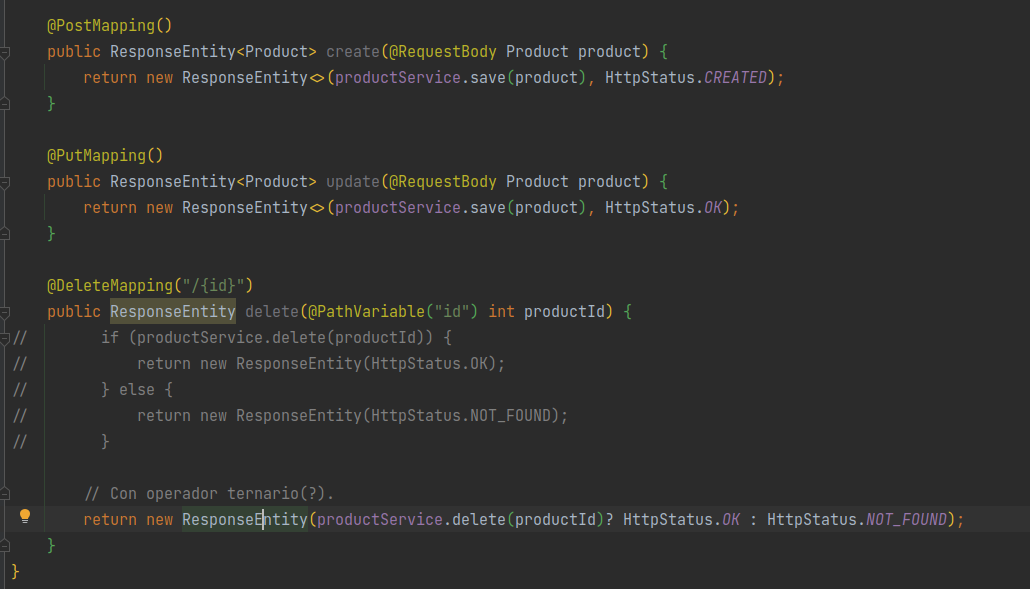 @PostMapping()
public ResponseEntity<Product> create(@RequestBody Product product) {
return new ResponseEntity<>(productService.save(product), HttpStatus.CREATED);
}
@PutMapping()
public ResponseEntity<Product> update(@RequestBody Product product) {
return new ResponseEntity<>(productService.save(product), HttpStatus.OK);
}
@DeleteMapping("/{id}")
public ResponseEntity delete(@PathVariable("id") int productId) {
// if (productService.delete(productId)) {
// return new ResponseEntity(HttpStatus.OK);
// } else {
// return new ResponseEntity(HttpStatus.NOT_FOUND);
// }
// Con operador ternario(?).
return new ResponseEntity(productService.delete(productId)? HttpStatus.OK : HttpStatus.NOT_FOUND);
}
}